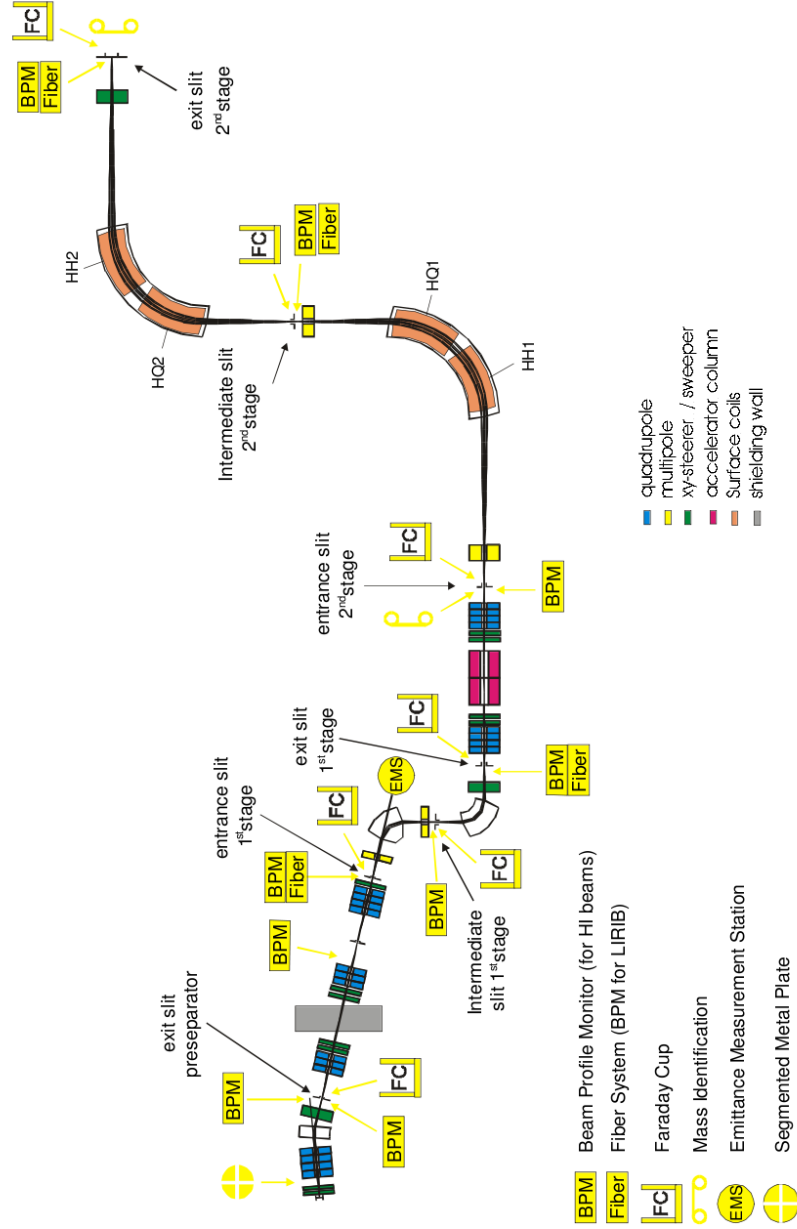 FC
BPM
Fiber
exit slit
2nd stage
HH2
HQ2
FC
BPM
Fiber
Intermediate slit
2nd stage
HQ1
HH1
entrance slit
2nd stage
FC
BPM
exit slit
1st stage
FC
BPM
Fiber
EMS
entrance slit
1st stage
FC
BPM
Fiber
BPM
FC
Intermediate
slit 1st stage
BPM
exit slit
preseparator
BPM
FC
BPM
quadrupole
multipole
xy-steerer / sweeper
accelerator column
Surface coils
shielding wall
BPM Beam Profile Monitor (for HI beams)
Fiber Fiber System (BPM for LIRIB)
FC Faraday Cup
Mass Identification
EMS Emittance Measurement Station
Segmented Metal Plate